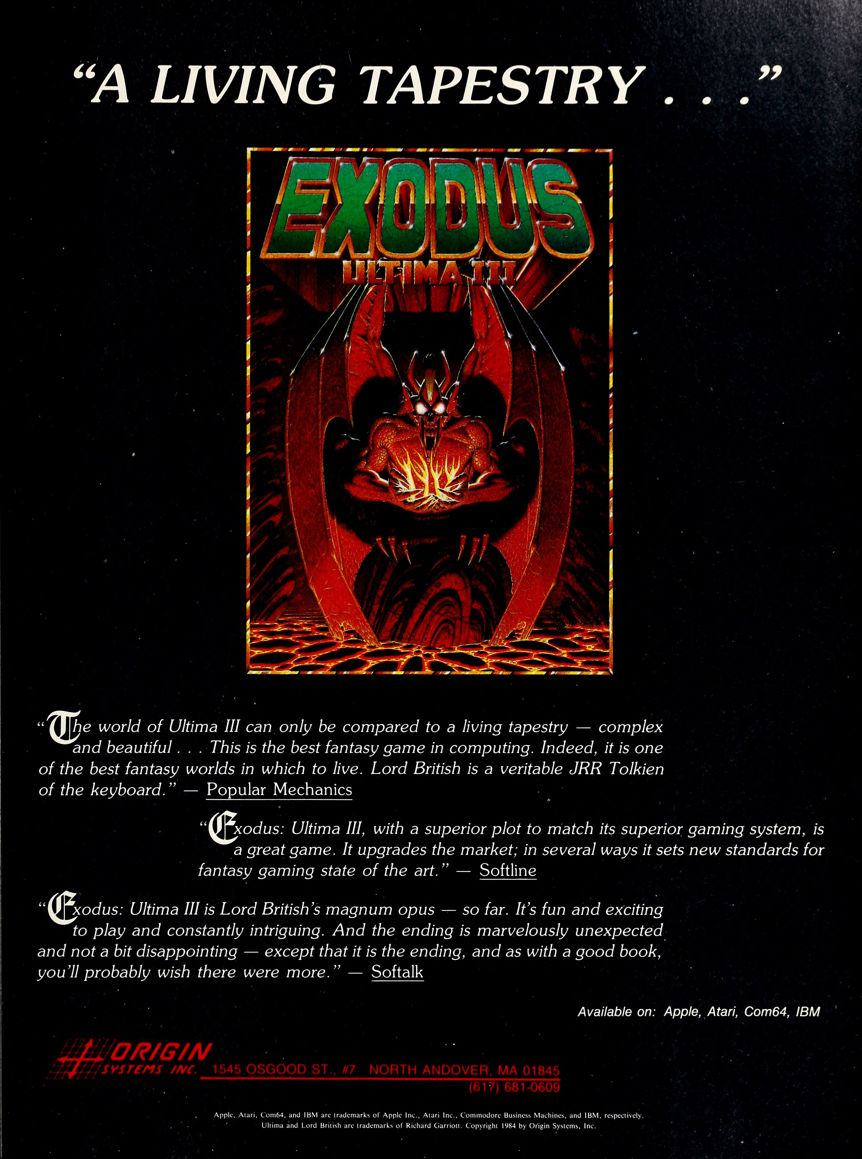 “A LIVING TAPESTRY . . .”
EXODUS
ULTIMA III
“The world of Ultima III can only be compared to a living tapestry — complex
and beautiful . . . This is the best fantasy game in computing. Indeed, it is one
of the best fantasy worlds in which to live. Lord British is a veritable JRR Tolkien
of the keyboard.” — Popular Mechanics
“Exodus: Ultima III, with a superior plot to match its superior gaming system, is
a great game. It upgrades the market; in several ways it sets new standards for
fantasy gaming state of the art.” — Softline
“Exodus: Ultima III is Lord British’s magnum opus — so far. It’s fun and exciting
to play and constantly intriguing. And the ending is marvelously unexpected
and not a bit disappointing — except that it is the ending, and as with a good book,
you’ll probably wish there were more.” — Softalk
Available on: Apple, Atari, Com64, IBM
ORIGIN
SYSTEMS INC. 1545 OSGOOD ST., #7 NORTH ANDOVER, MA 01845
(617) 681-0609
Apple, Atari, Com64, and IBM are trademarks of Apple Inc., Atari Inc., Commodore Business Machines, and IBM, respectively.
Ultima and Lord British are trademarks of Richard Garriott. Copyright 1984 by Origin Systems, Inc.